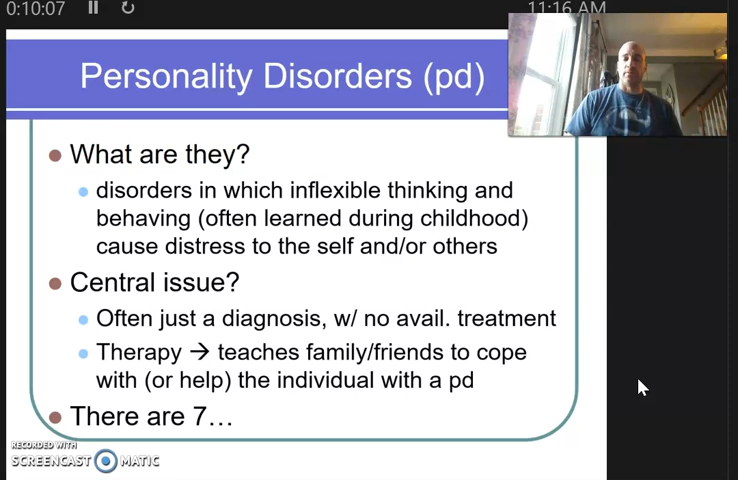 0:10:07
11:16 AM
Personality Disorders (pd)
What are they?
disorders in which inflexible thinking and
behaving (often learned during childhood)
cause distress to the self and/or others
Central issue?
Often just a diagnosis, w/ no avail. treatment
Therapy → teaches family/friends to cope
with (or help) the individual with a pd
There are 7…
RECORDED WITH
SCREENCAST MATIC